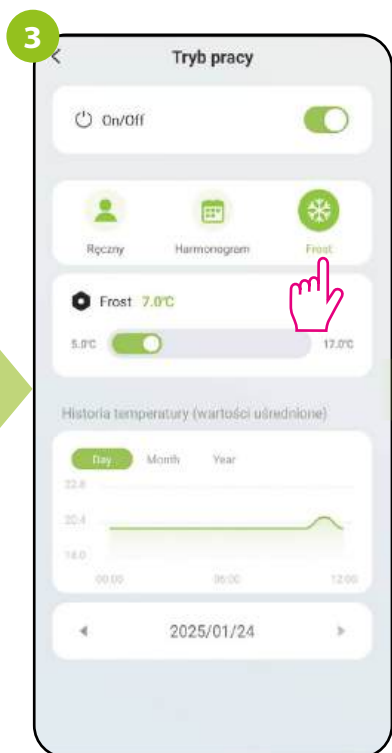 3
Tryb pracy
On/Off
Ręczny Harmonogram Frost
Frost 7.0°C
5.0°C 17.0°C
Historia temperatury (wartości uśrednione)
Day Month Year
22.8
20.4
18.0
00:00 06:00 12:00
2025/01/24